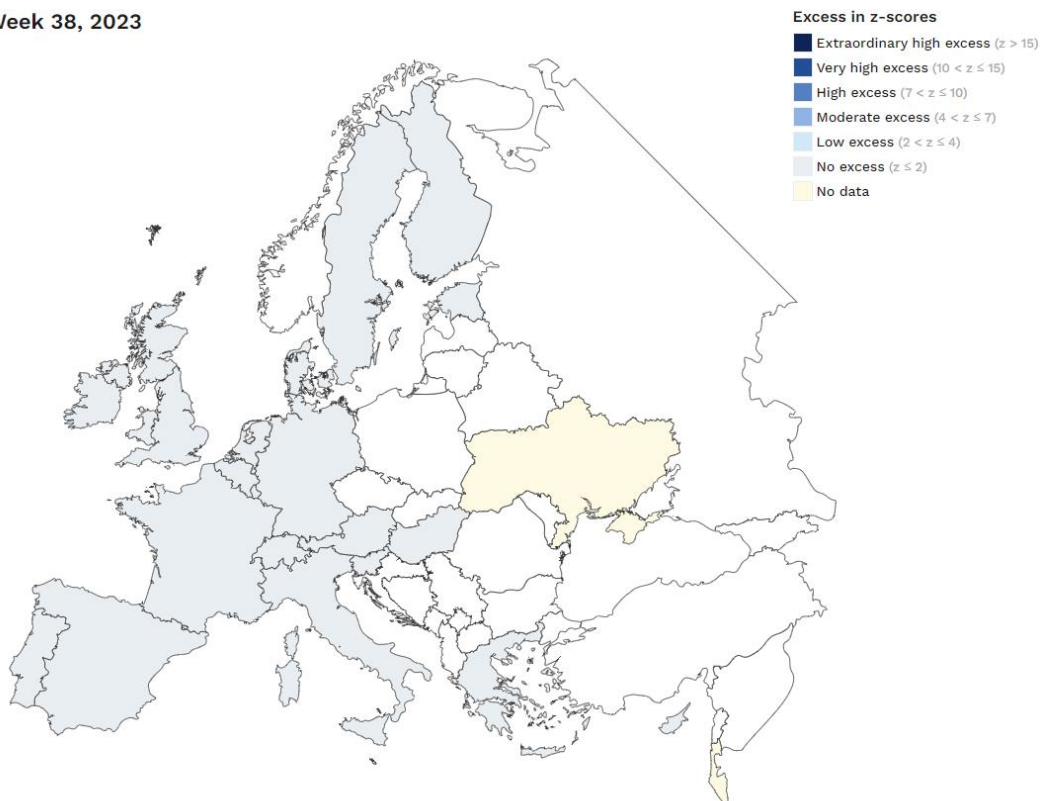 Week 38, 2023
Excess in z-scores
Extraordinary high excess (z > 15)
Very high excess (10 < z ≤ 15)
High excess (7 < z ≤ 10)
Moderate excess (4 < z ≤ 7)
Low excess (2 < z ≤ 4)
No excess (z ≤ 2)
No data